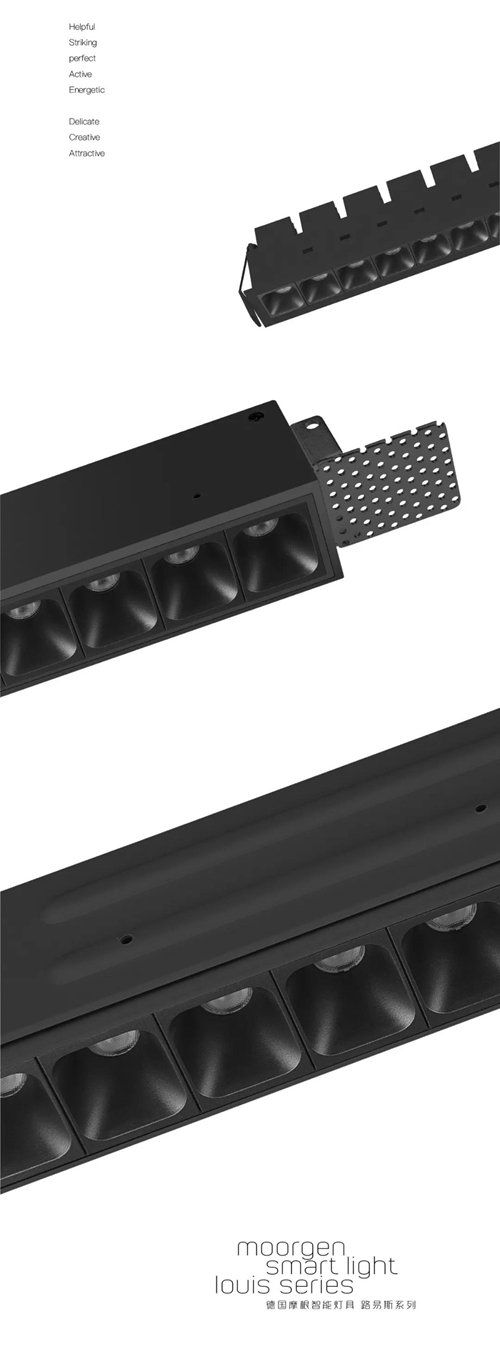 Helpful
Striking
perfect
Active
Energetic
Delicate
Creative
Attractive
moorgen
smart light
louis series
德国摩根智能灯具 路易斯系列